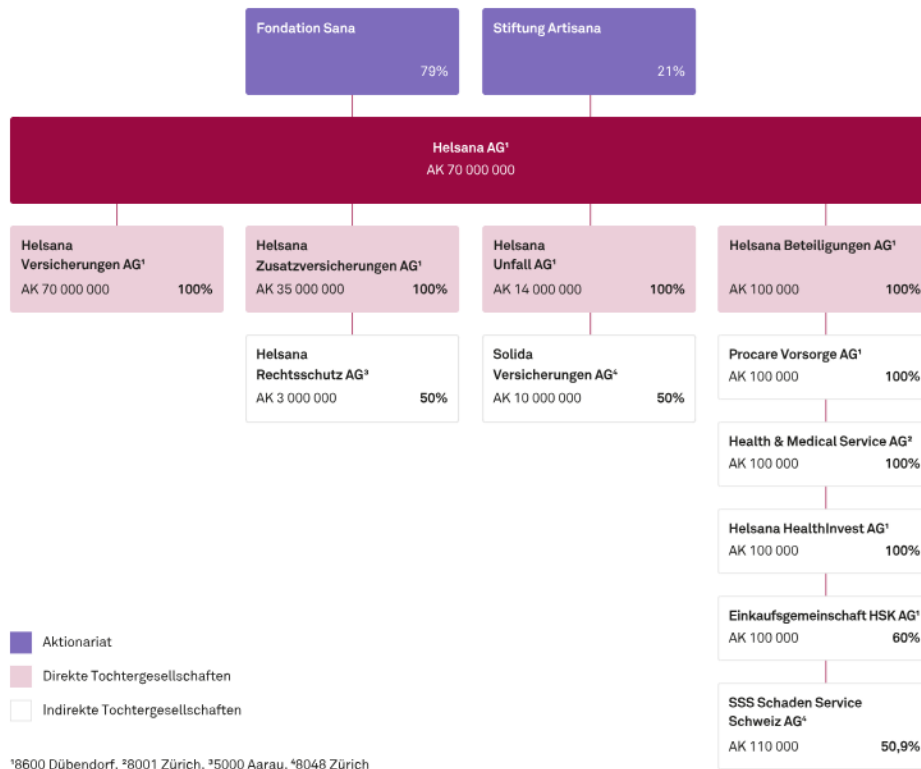 Fondation Sana
79%
Stiftung Artisana
21%
Helsana AG¹
AK 70 000 000
Helsana
Versicherungen AG¹
AK 70 000 000 100%
Helsana
Zusatzversicherungen AG¹
AK 35 000 000 100%
Helsana
Unfall AG¹
AK 14 000 000 100%
Helsana Beteiligungen AG¹
AK 100 000 100%
Helsana
Rechtsschutz AG³
AK 3 000 000 50%
Solida
Versicherungen AG⁴
AK 10 000 000 50%
Procare Vorsorge AG¹
AK 100 000 100%
Health & Medical Service AG²
AK 100 000 100%
Helsana HealthInvest AG¹
AK 100 000 100%
Einkaufsgemeinschaft HSK AG¹
AK 100 000 60%
SSS Schaden Service
Schweiz AG⁴
AK 110 000 50,9%
Aktionariat
Direkte Tochtergesellschaften
Indirekte Tochtergesellschaften
¹8600 Dübendorf, ²8001 Zürich, ³5000 Aarau, ⁴8048 Zürich